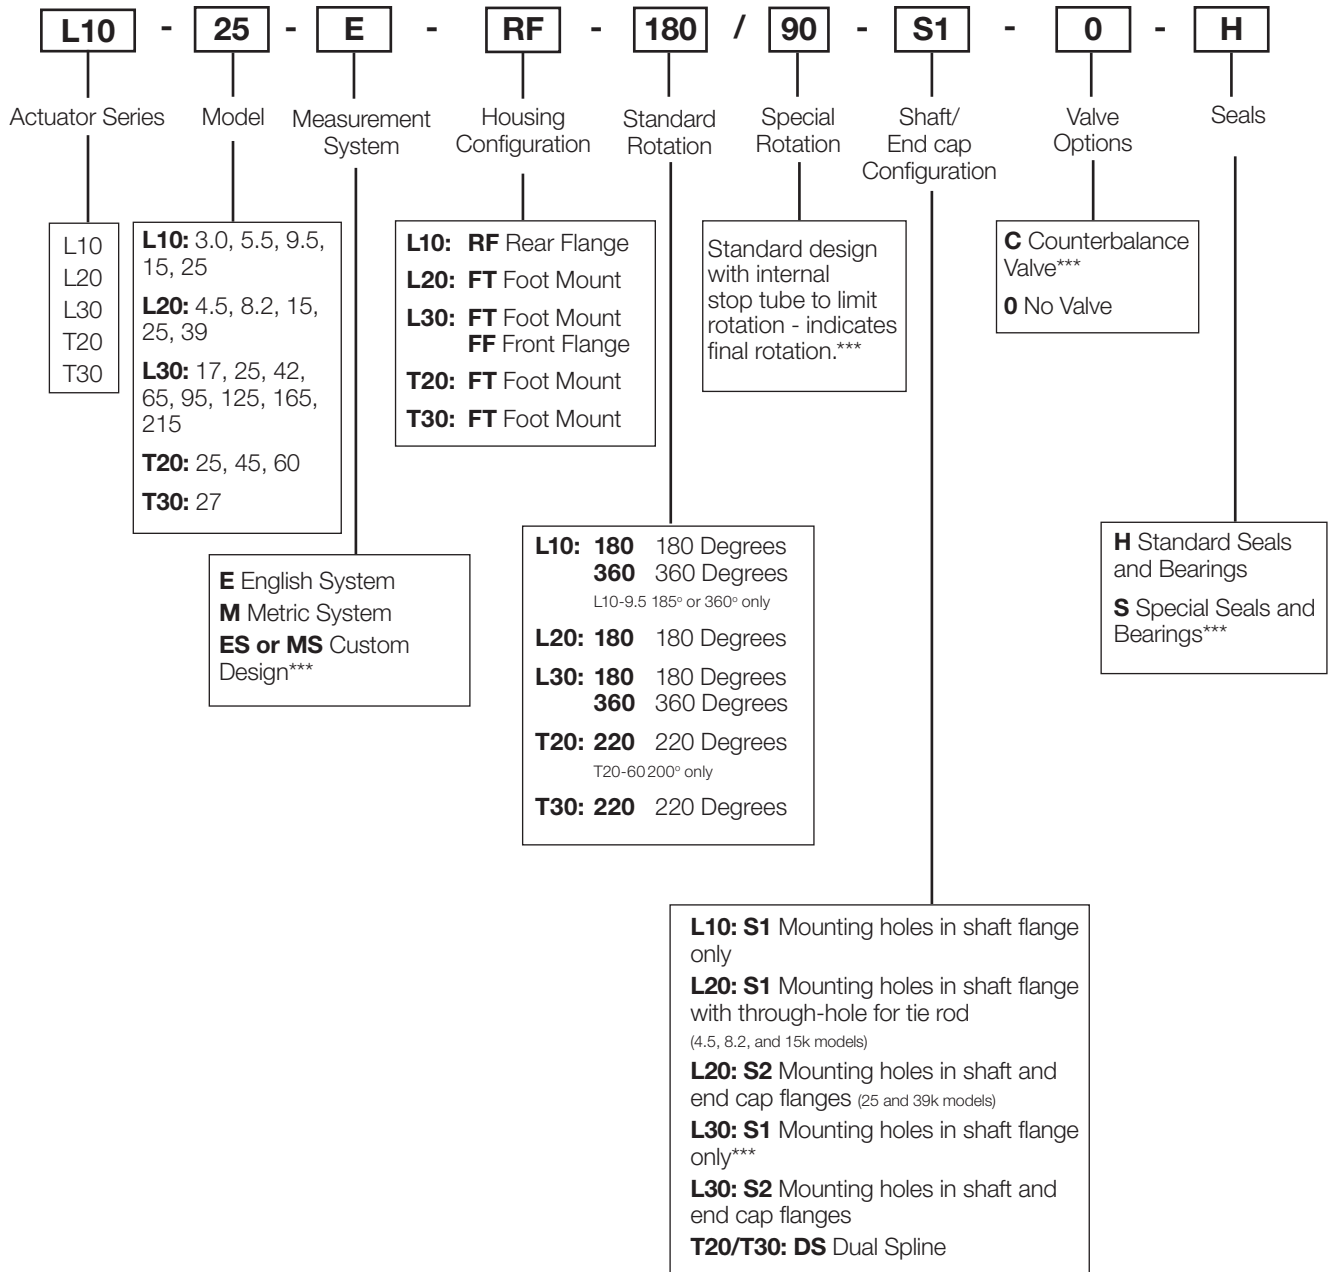 L10 - 25 - E - RF - 180 / 90 - S1 - 0 - H
Actuator Series
Model
Measurement
System
Housing
Configuration
Standard
Rotation
Special
Rotation
Shaft/
End cap
Configuration
Valve
Options
Seals
L10
L20
L30
T20
T30
L10: 3.0, 5.5, 9.5,
15, 25
L20: 4.5, 8.2, 15,
25, 39
L30: 17, 25, 42,
65, 95, 125, 165,
215
T20: 25, 45, 60
T30: 27
E English System
M Metric System
ES or MS Custom
Design***
L10: RF Rear Flange
L20: FT Foot Mount
L30: FT Foot Mount
FF Front Flange
T20: FT Foot Mount
T30: FT Foot Mount
L10: 180 180 Degrees
360 360 Degrees
L10-9.5 185º or 360º only
L20: 180 180 Degrees
L30: 180 180 Degrees
360 360 Degrees
T20: 220 220 Degrees
T20-60 200º only
T30: 220 220 Degrees
Standard design
with internal
stop tube to limit
rotation - indicates
final rotation.***
L10: S1 Mounting holes in shaft flange
only
L20: S1 Mounting holes in shaft flange
with through-hole for tie rod
(4.5, 8.2, and 15k models)
L20: S2 Mounting holes in shaft and
end cap flanges (25 and 39k models)
L30: S1 Mounting holes in shaft flange
only***
L30: S2 Mounting holes in shaft and
end cap flanges
T20/T30: DS Dual Spline
C Counterbalance
Valve***
0 No Valve
H Standard Seals
and Bearings
S Special Seals and
Bearings***